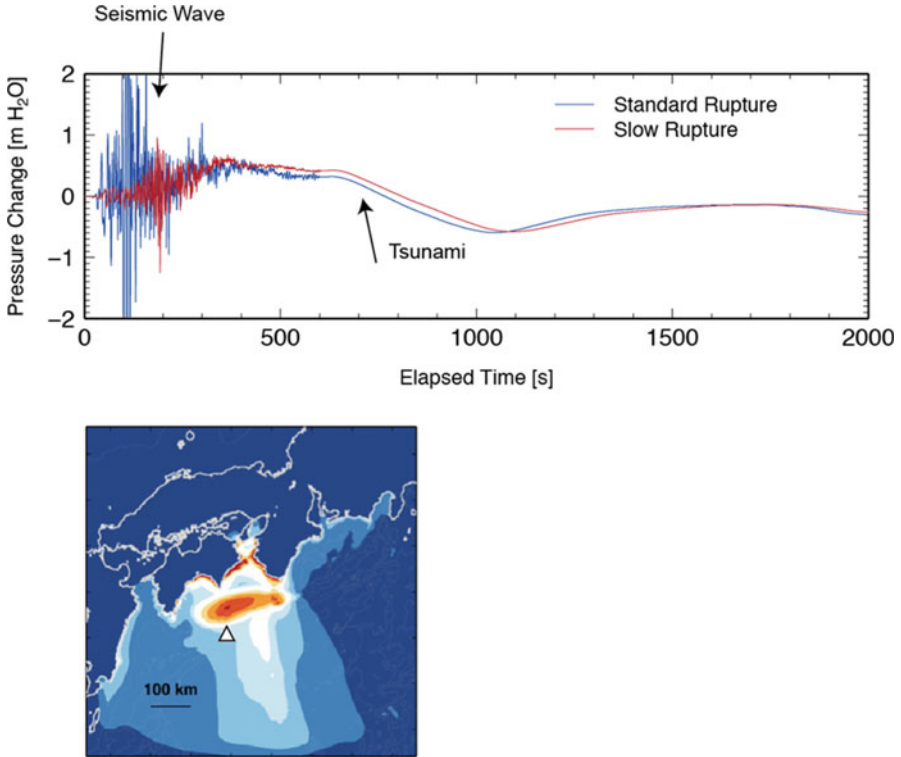 Seismic Wave
Pressure Change [m H₂O]
2
1
0
−1
−2
Standard Rupture
Slow Rupture
Tsunami
0 500 1000 1500 2000
Elapsed Time [s]
100 km